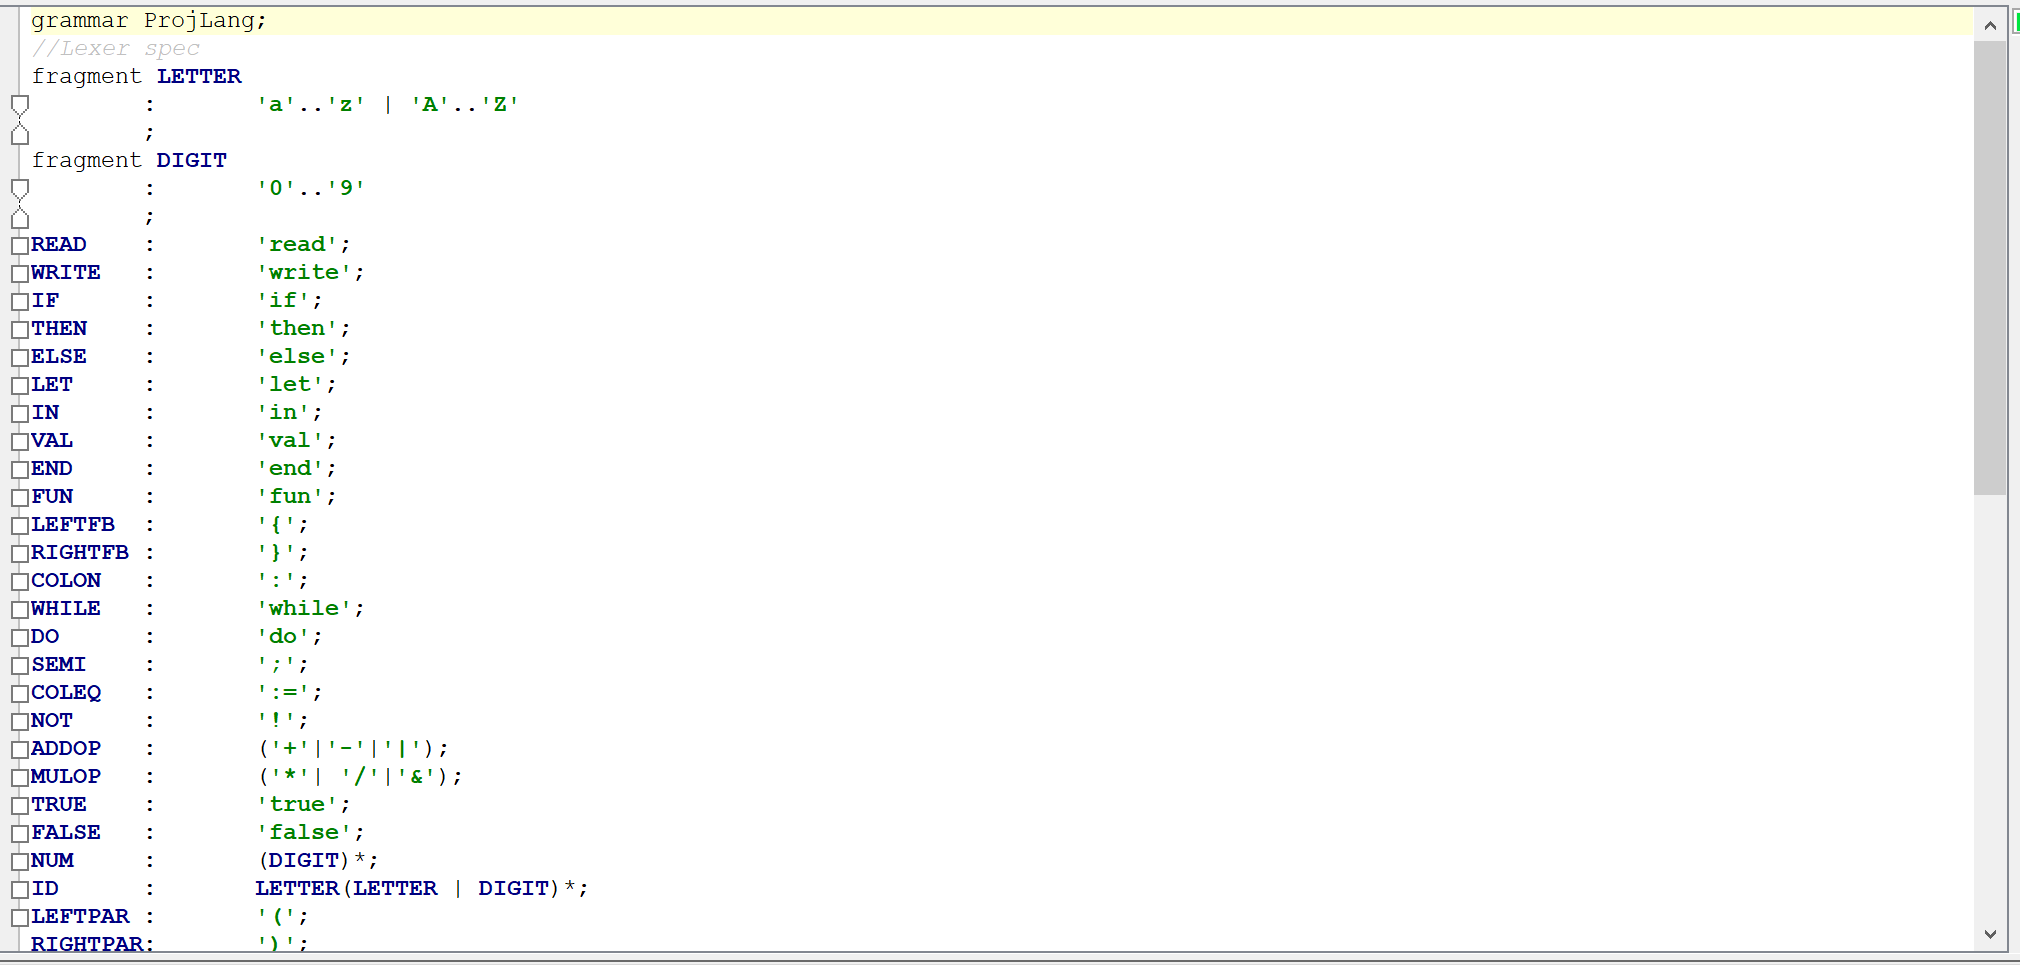 grammar ProjLang;
//Lexer spec
fragment LETTER
: 'a'..'z' | 'A'..'Z'
;
fragment DIGIT
: '0'..'9'
;
READ : 'read';
WRITE : 'write';
IF : 'if';
THEN : 'then';
ELSE : 'else';
LET : 'let';
IN : 'in';
VAL : 'val';
END : 'end';
FUN : 'fun';
LEFTFB : '{';
RIGHTFB : '}';
COLON : ':';
WHILE : 'while';
DO : 'do';
SEMI : ';';
COLEQ : ':=';
NOT : '!';
ADDOP : ('+'|'-'|'|');
MULOP : ('*'| '/'|'&');
TRUE : 'true';
FALSE : 'false';
NUM : (DIGIT)*;
ID : LETTER(LETTER | DIGIT)*;
LEFTPAR : '(';
RIGHTPAR: ')';